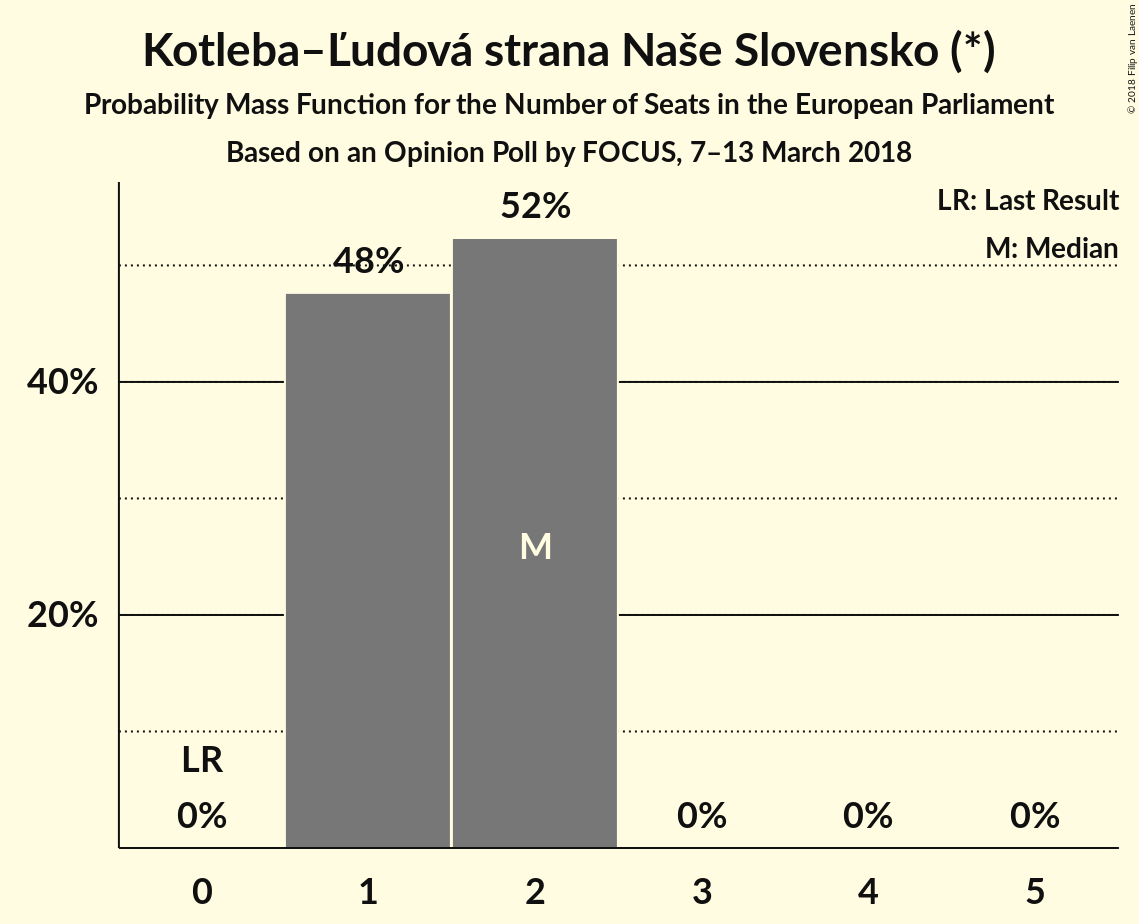 Kotleba–Ľudová strana Naše Slovensko (*)
Probability Mass Function for the Number of Seats in the European Parliament
Based on an Opinion Poll by FOCUS, 7–13 March 2018
© 2018 Filip van Laenen
LR: Last Result
M: Median
52%
48%
40%
M
20%
LR
0%
0%
0%
0%
0
1
2
3
4
5